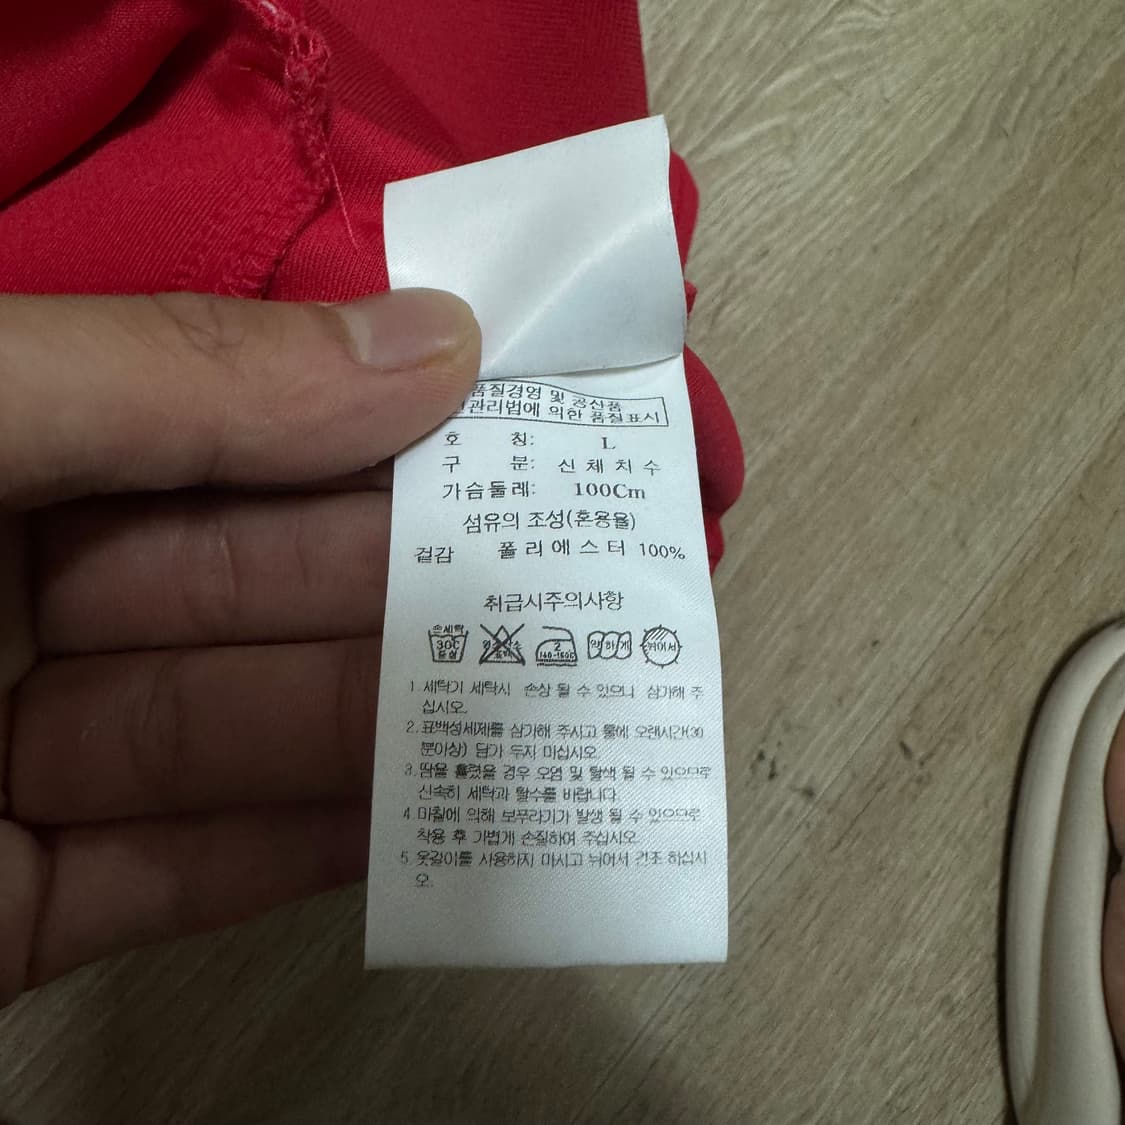 품질경영 및 공산품
관리법에 의한 품질표시
호 칭: L
구 분: 신 체 치 수
가슴둘레: 100Cm
섬유의 조성(혼용율)
겉감 폴 리 에 스 터 100%
취급시주의사항
손세탁 30C 중성 염소 표백 2 140-160C 약하게 뉘어서
1 세탁기 세탁시 손상 될 수 있으니 삼가해 주
십시오.
2. 표백성세제를 삼가해 주시고 물에 오랜시간(30
분이상) 담가 두지 마십시오.
3. 땀을 흘렸을 경우 오염 및 탈색 될 수 있으므로
신속히 세탁과 탈수를 바랍니다.
4 마찰에 의해 보푸라기가 발생 될 수 있으므로
착용 후 가볍게 손질하여 주십시오.
5. 옷걸이를 사용하지 마시고 뉘어서 건조 하십시
오.